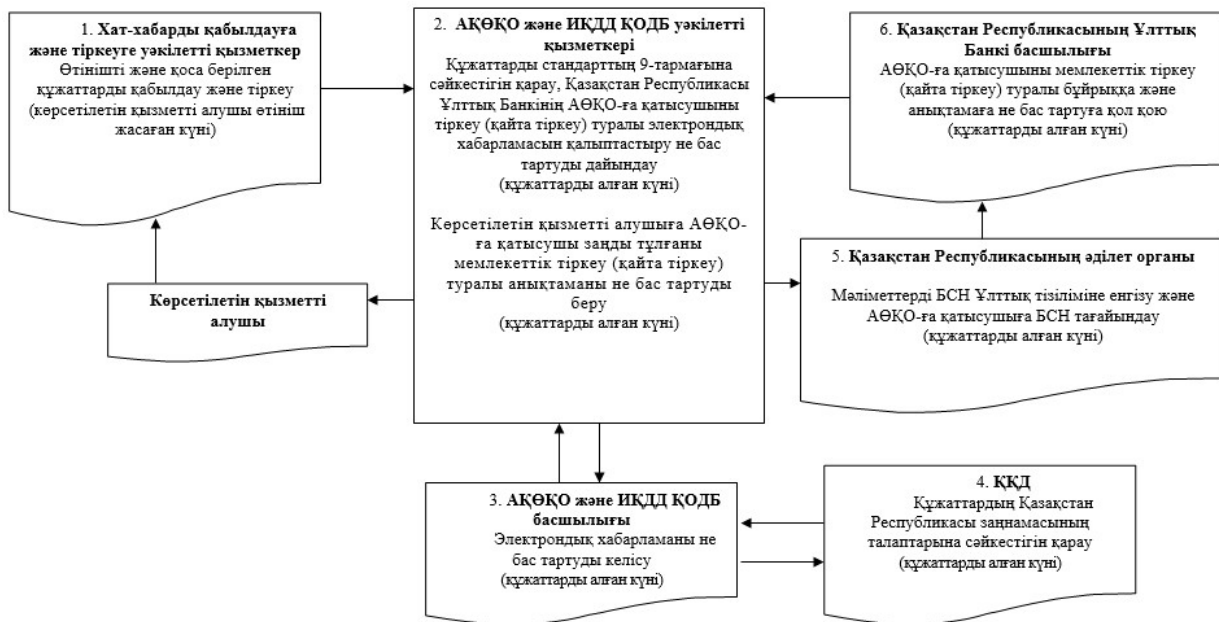 1. Хат-хабарды қабылдауға
және тіркеуге уәкілетті қызметкер
Өтінішті және қоса берілген
құжаттарды қабылдау және тіркеу
(көрсетілетін қызметті алушы өтініш
жасаған күні)
2. АҚӨҚО және ИҚДД ҚОДБ уәкілетті
қызметкері
Құжаттарды стандарттың 9-тармағына
сәйкестігін қарау, Қазақстан Республикасы
Ұлттық Банкінің АӨҚО-ға қатысушыны
тіркеу (қайта тіркеу) туралы электрондық
хабарламасын қалыптастыру не бас
тартуды дайындау
(құжаттарды алған күні)
Көрсетілетін қызметті алушыға АӨҚО-
ға қатысушы заңды тұлғаны
мемлекеттік тіркеу (қайта тіркеу)
туралы анықтаманы не бас тартуды
беру
(құжаттарды алған күні)
6. Қазақстан Республикасының Ұлттық
Банкі басшылығы
АӨҚО-ға қатысушыны мемлекеттік тіркеу
(қайта тіркеу) туралы бұйрыққа және
анықтамаға не бас тартуға қол қою
(құжаттарды алған күні)
5. Қазақстан Республикасының әділет органы
Мәліметтерді БСН Ұлттық тізіліміне енгізу және
АӨҚО-ға қатысушыға БСН тағайындау
(құжаттарды алған күні)
Көрсетілетін қызметті
алушы
3. АҚӨҚО және ИҚДД ҚОДБ
басшылығы
Электрондық хабарламаны не
бас тартуды келісу
(құжаттарды алған күні)
4. ҚҚД
Құжаттардың Қазақстан
Республикасы заңнамасының
талаптарына сәйкестігін қарау
(құжаттарды алған күні)